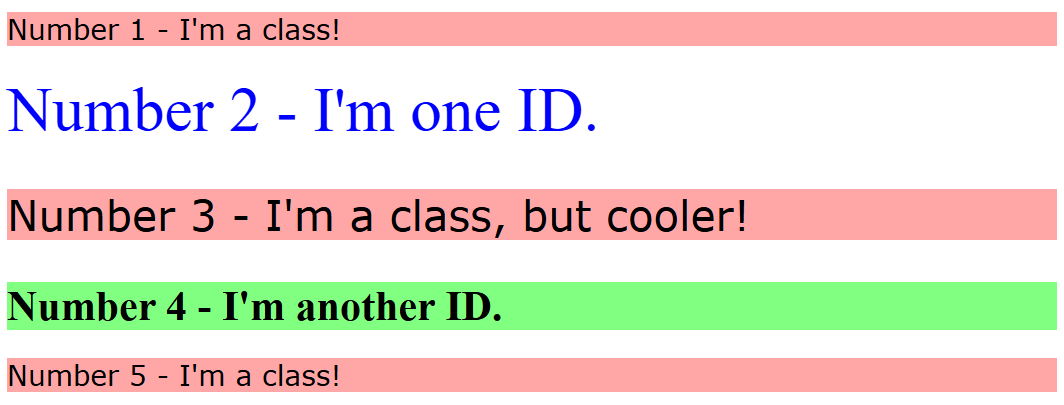 Number 1 - I'm a class!
Number 2 - I'm one ID.
Number 3 - I'm a class, but cooler!
Number 4 - I'm another ID.
Number 5 - I'm a class!